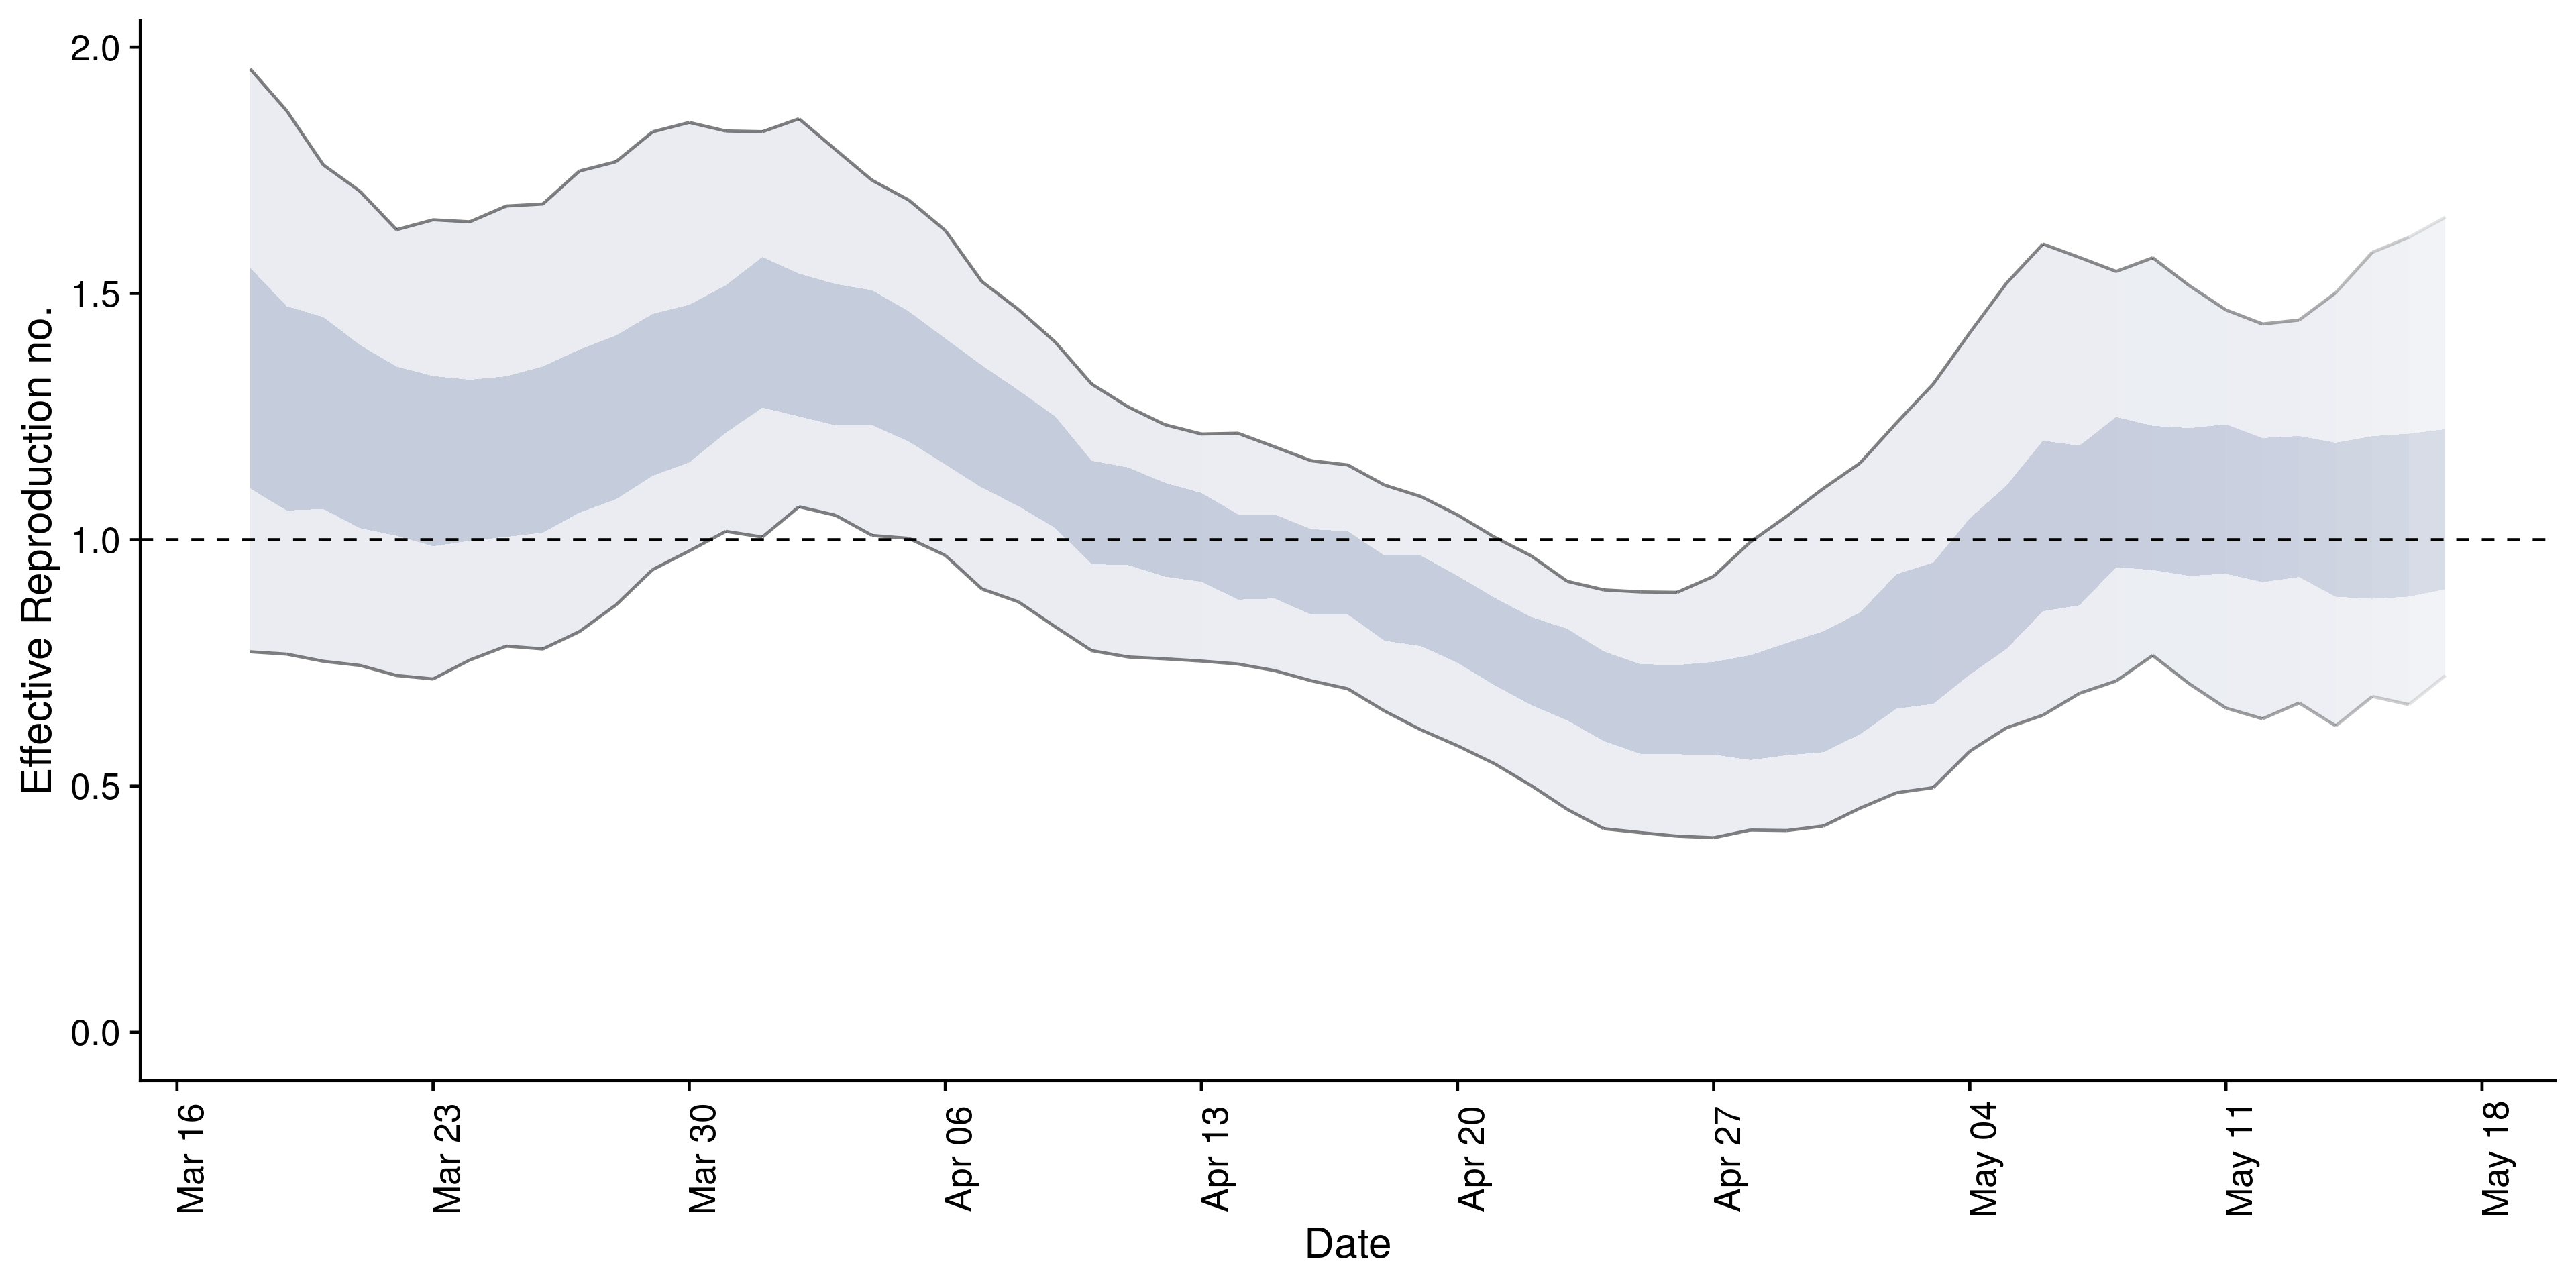 Effective Reproduction no.
2.0
1.5
1.0
0.5
0.0
Mar 16
Mar 23
Mar 30
Apr 06
Apr 13
Apr 20
Apr 27
May 04
May 11
May 18
Date